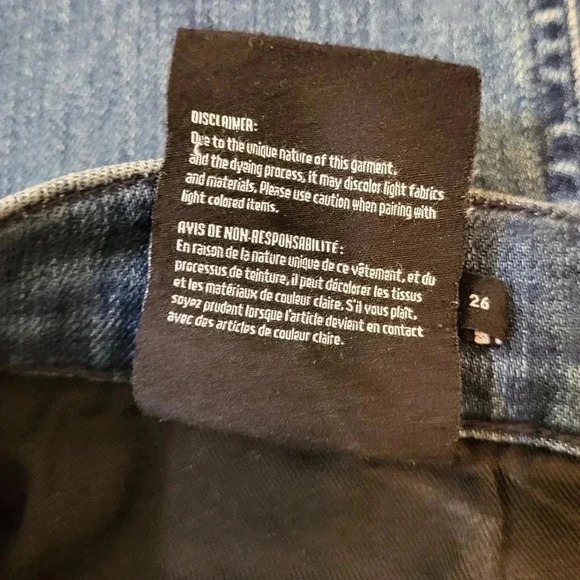 DISCLAIMER:
Due to the unique nature of this garment,
and the dyeing process, it may discolor light fabrics
and materials. Please use caution when pairing with
light colored items.
AVIS DE NON-RESPONSABILITÉ:
En raison de la nature unique de ce vêtement, et du
processus de teinture, il peut décolorer les tissus
et les matériaux de couleur claire. S'il vous plaît,
soyez prudent lorsque l'article devient en contact
avec des articles de couleur claire.
26